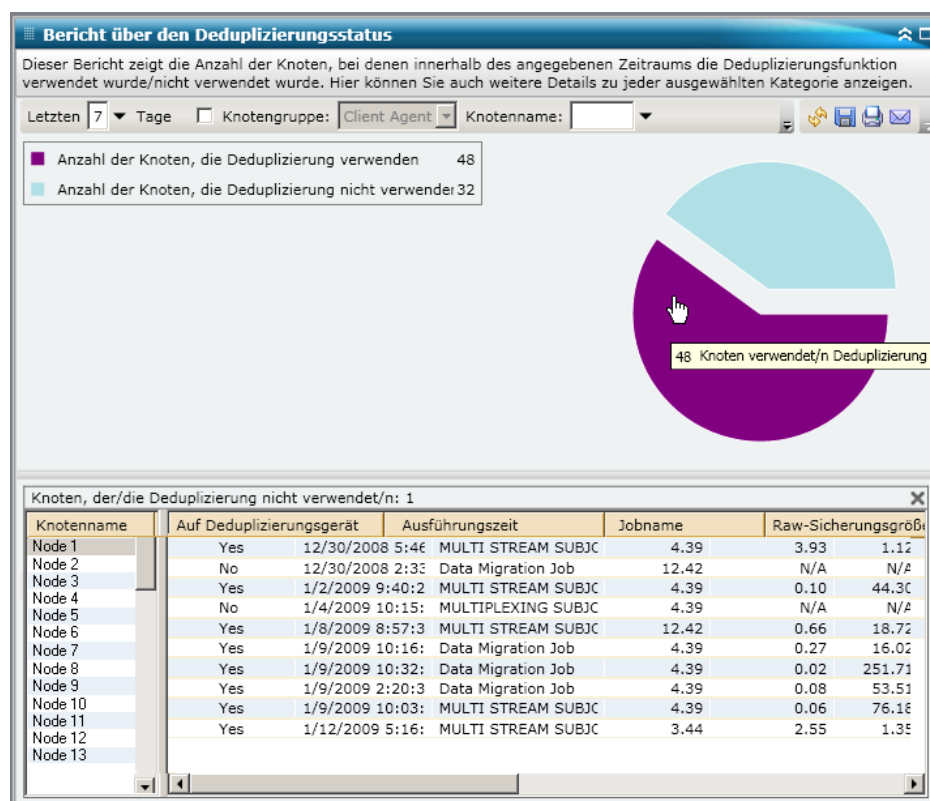 Bericht über den Deduplizierungsstatus
Dieser Bericht zeigt die Anzahl der Knoten, bei denen innerhalb des angegebenen Zeitraums die Deduplizierungsfunktion
verwendet wurde/nicht verwendet wurde. Hier können Sie auch weitere Details zu jeder ausgewählten Kategorie anzeigen.
Letzten 7 Tage Knotengruppe: Client Agent Knotenname:
Anzahl der Knoten, die Deduplizierung verwenden 48
Anzahl der Knoten, die Deduplizierung nicht verwender 32
48 Knoten verwendet/n Deduplizierung
Knoten, der/die Deduplizierung nicht verwendet/n: 1
Knotenname Auf Deduplizierungsgerät Ausführungszeit Jobname Raw-Sicherungsgröße
Node 1
Node 2
Node 3
Node 4
Node 5
Node 6
Node 7
Node 8
Node 9
Node 10
Node 11
Node 12
Node 13
Yes 12/30/2008 5:46 MULTI STREAM SUBJC 4.39 3.93 1.12
No 12/30/2008 2:33 Data Migration Job 12.42 N/A N/A
Yes 1/2/2009 9:40:2 MULTI STREAM SUBJC 4.39 0.10 44.30
No 1/4/2009 10:15: MULTIPLEXING SUBJC 4.39 N/A N/A
Yes 1/8/2009 8:57:3 MULTI STREAM SUBJC 12.42 0.66 18.72
Yes 1/9/2009 10:16: Data Migration Job 4.39 0.27 16.02
Yes 1/9/2009 10:32: Data Migration Job 4.39 0.02 251.71
Yes 1/9/2009 2:20:3 Data Migration Job 4.39 0.08 53.51
Yes 1/9/2009 10:03: MULTI STREAM SUBJC 4.39 0.06 76.18
Yes 1/12/2009 5:16: MULTI STREAM SUBJC 3.44 2.55 1.35